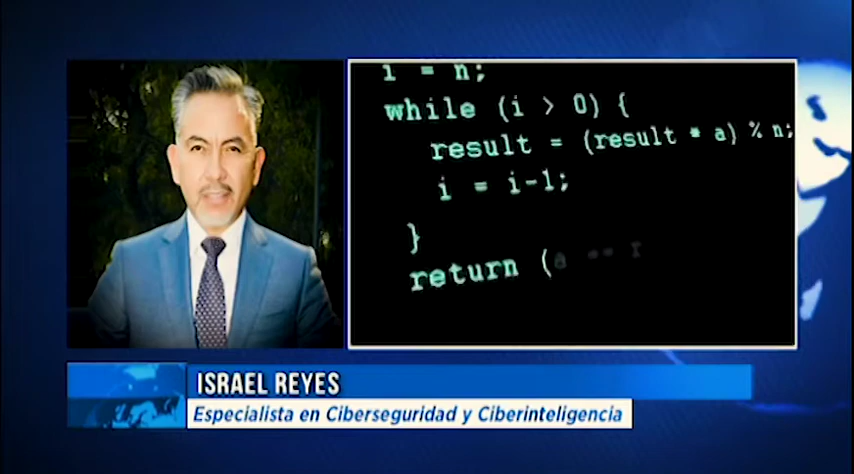 i = n;
while (i > 0) {
result = (result * a) % n;
i = i-1;
}
return (a == r
ISRAEL REYES
Especialista en Ciberseguridad y Ciberinteligencia